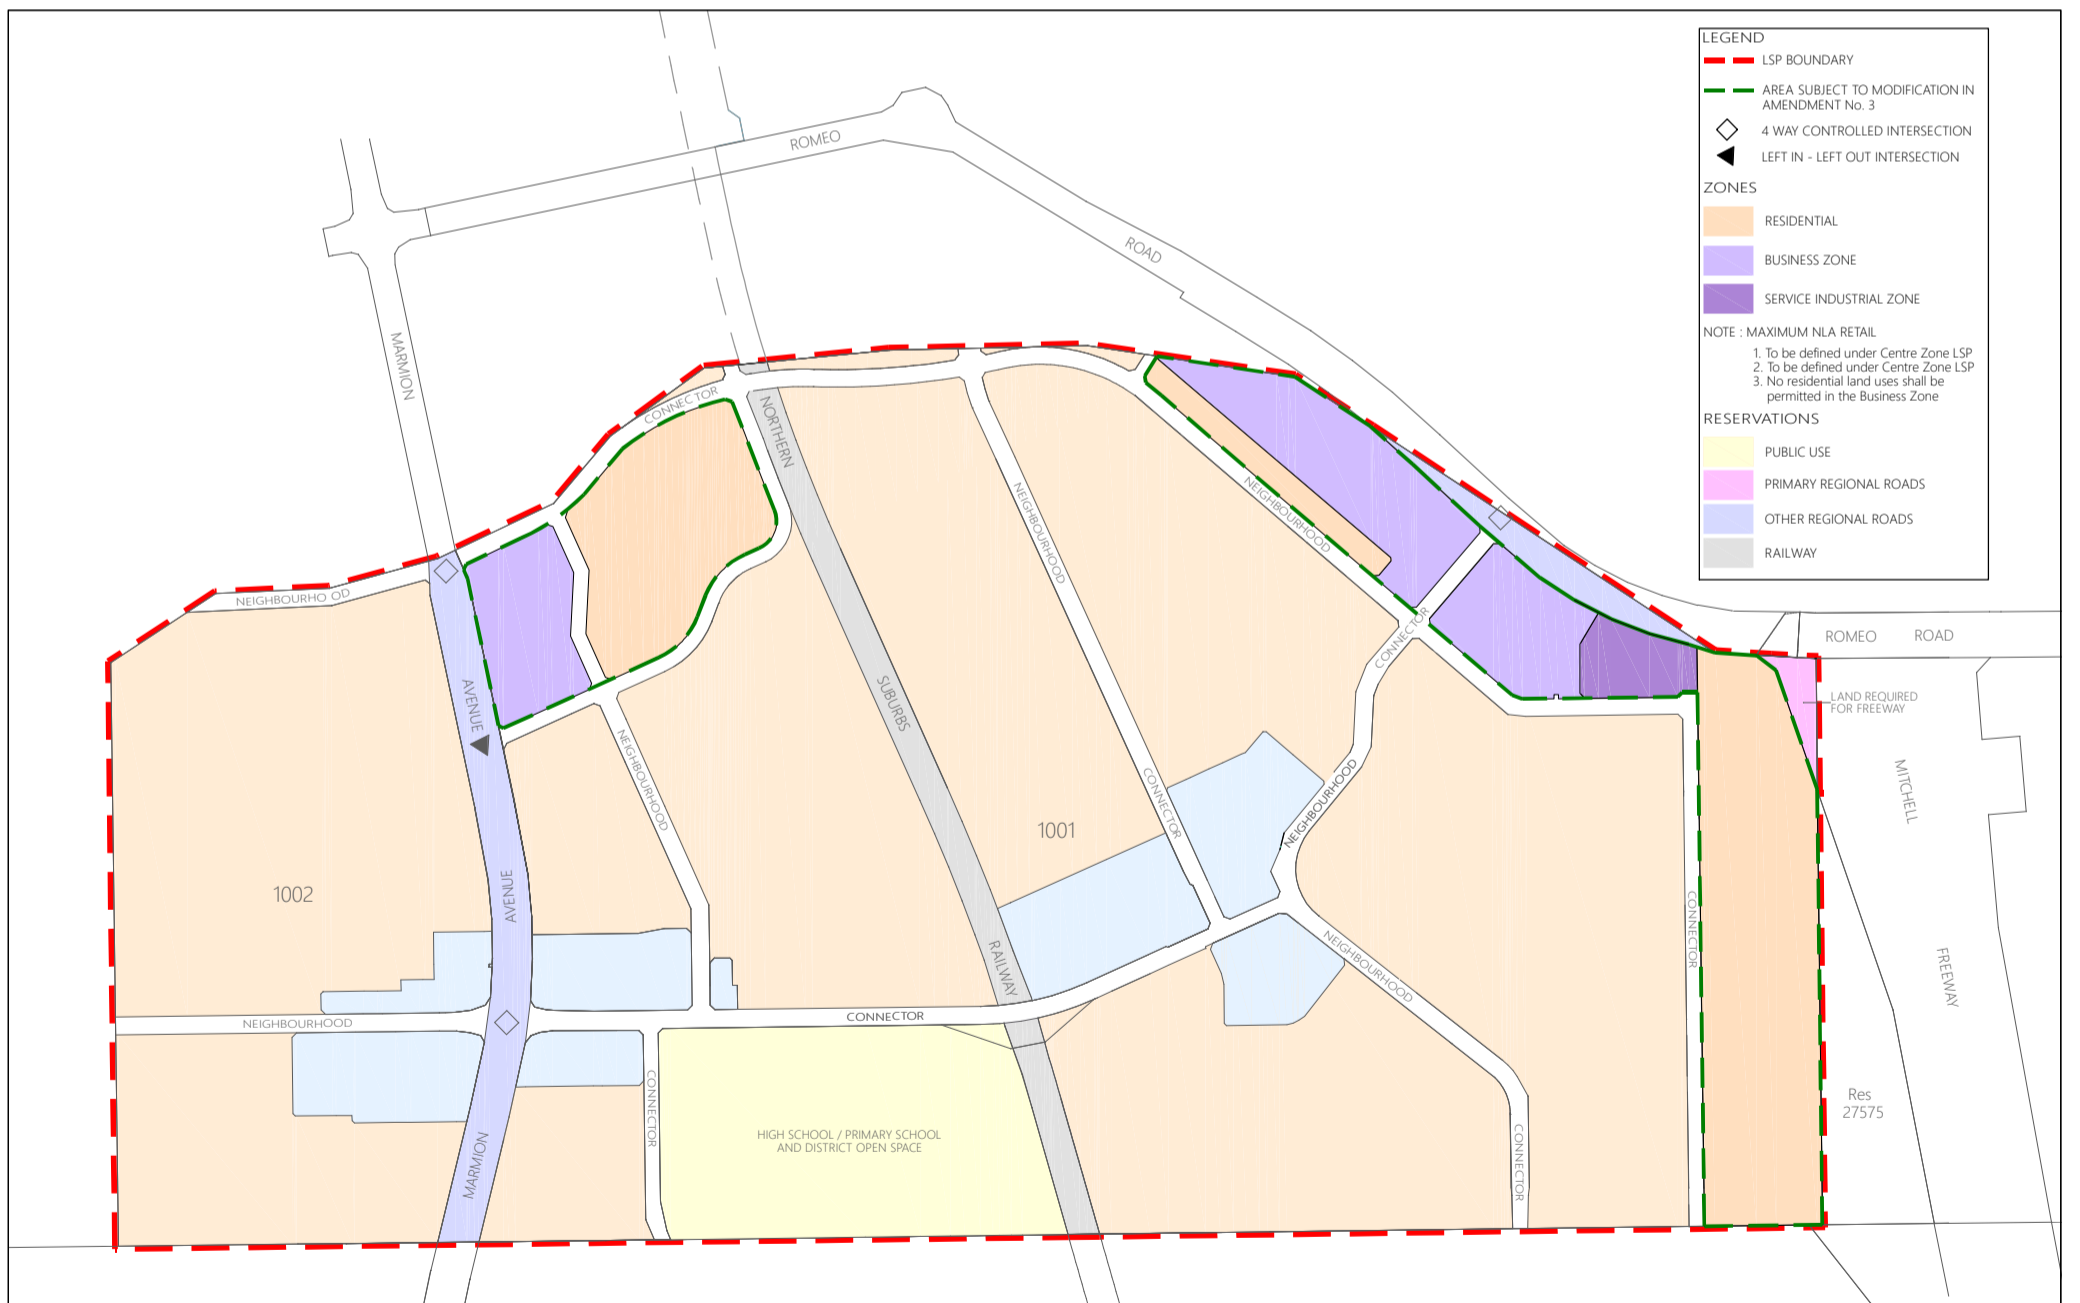 LEGEND
LSP BOUNDARY
AREA SUBJECT TO MODIFICATION IN
AMENDMENT No. 3
4 WAY CONTROLLED INTERSECTION
LEFT IN - LEFT OUT INTERSECTION
ZONES
RESIDENTIAL
BUSINESS ZONE
SERVICE INDUSTRIAL ZONE
NOTE : MAXIMUM NLA RETAIL
1. To be defined under Centre Zone LSP
2. To be defined under Centre Zone LSP
3. No residential land uses shall be
permitted in the Business Zone
RESERVATIONS
PUBLIC USE
PRIMARY REGIONAL ROADS
OTHER REGIONAL ROADS
RAILWAY
ROMEO
ROAD
MARMION
CONNECTOR
NORTHERN
NEIGHBOURHOOD
NEIGHBOURHOOD
NEIGHBOURHO OD
CONNECTOR
ROMEO ROAD
AVENUE
SUBURBS
LAND REQUIRED
FOR FREEWAY
NEIGHBOURHOOD
CONNECTOR
NEIGHBOURHOOD
MITCHELL
1001
1002
AVENUE
CONNECTOR
RAILWAY
NEIGHBOURHOOD
FREEWAY
NEIGHBOURHOOD
CONNECTOR
CONNECTOR
HIGH SCHOOL / PRIMARY SCHOOL
AND DISTRICT OPEN SPACE
MARMION
CONNECTOR
Res
27575